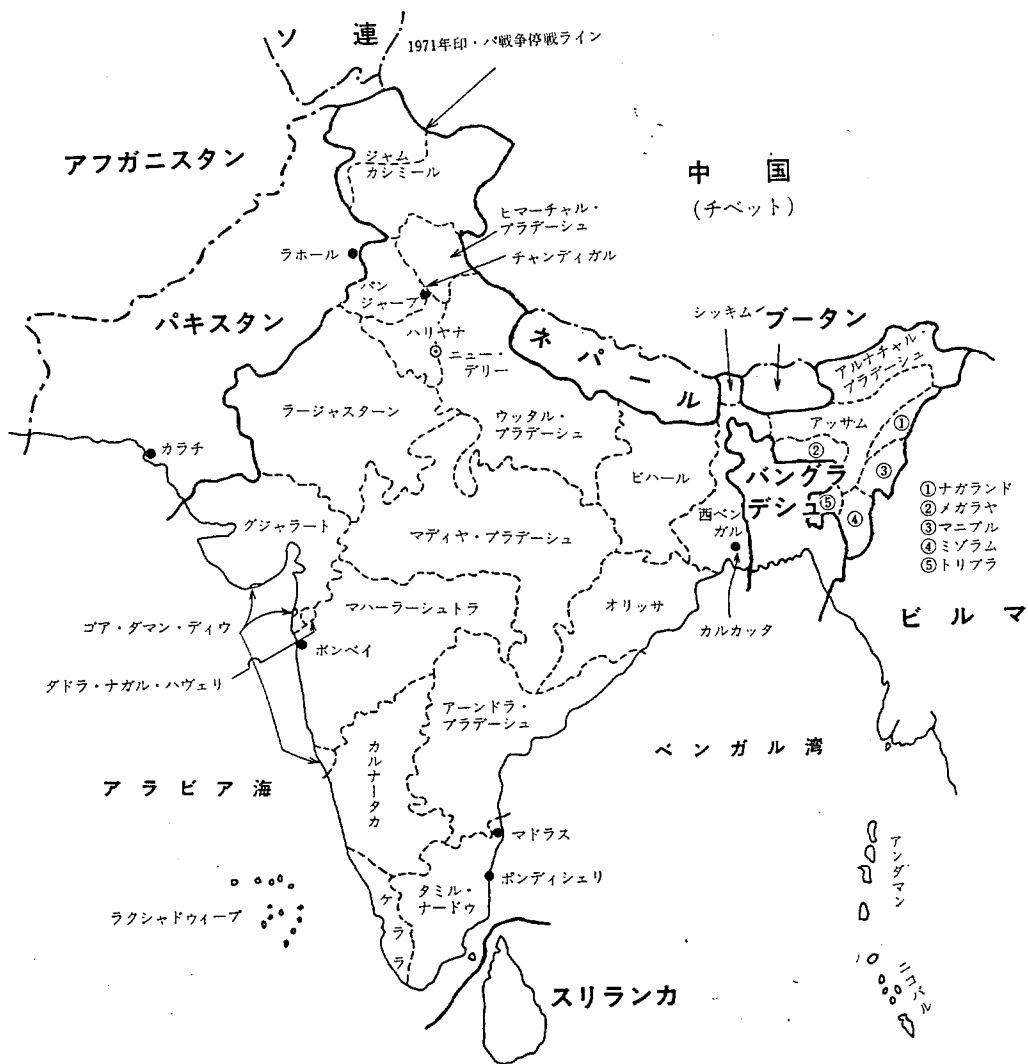 ソ連
1971年印・パ戦争停戦ライン
アフガニスタン
ジャム
カシミール
中国
(チベット)
ヒマーチャル・
プラデーシュ
ラホール
チャンディガル
パン
ジャーブ
パキスタン
シッキム
ブータン
ハリヤナ
ニュー・
デリー
ネパール
アルナチャル・
プラデーシュ
ラージャスターン
ウッタル・
プラデーシュ
アッサム
①
カラチ
②
ビハール
バングラ
デシュ
③
⑤
④
①ナガランド
②メガラヤ
③マニプル
④ミゾラム
⑤トリプラ
グジャラート
マディヤ・プラデーシュ
西ベン
ガル
マハーラーシュトラ
オリッサ
カルカッタ
ビルマ
ゴア・ダマン・ディウ
ボンベイ
ダドラ・ナガル・ハヴェリ
アーンドラ・
プラデーシュ
ベンガル湾
カルナータカ
アラビア海
マドラス
アンダマン
ポンディシェリ
タミル・
ナードゥ
ケララ
ラクシャドウィープ
ニコバル
スリランカ